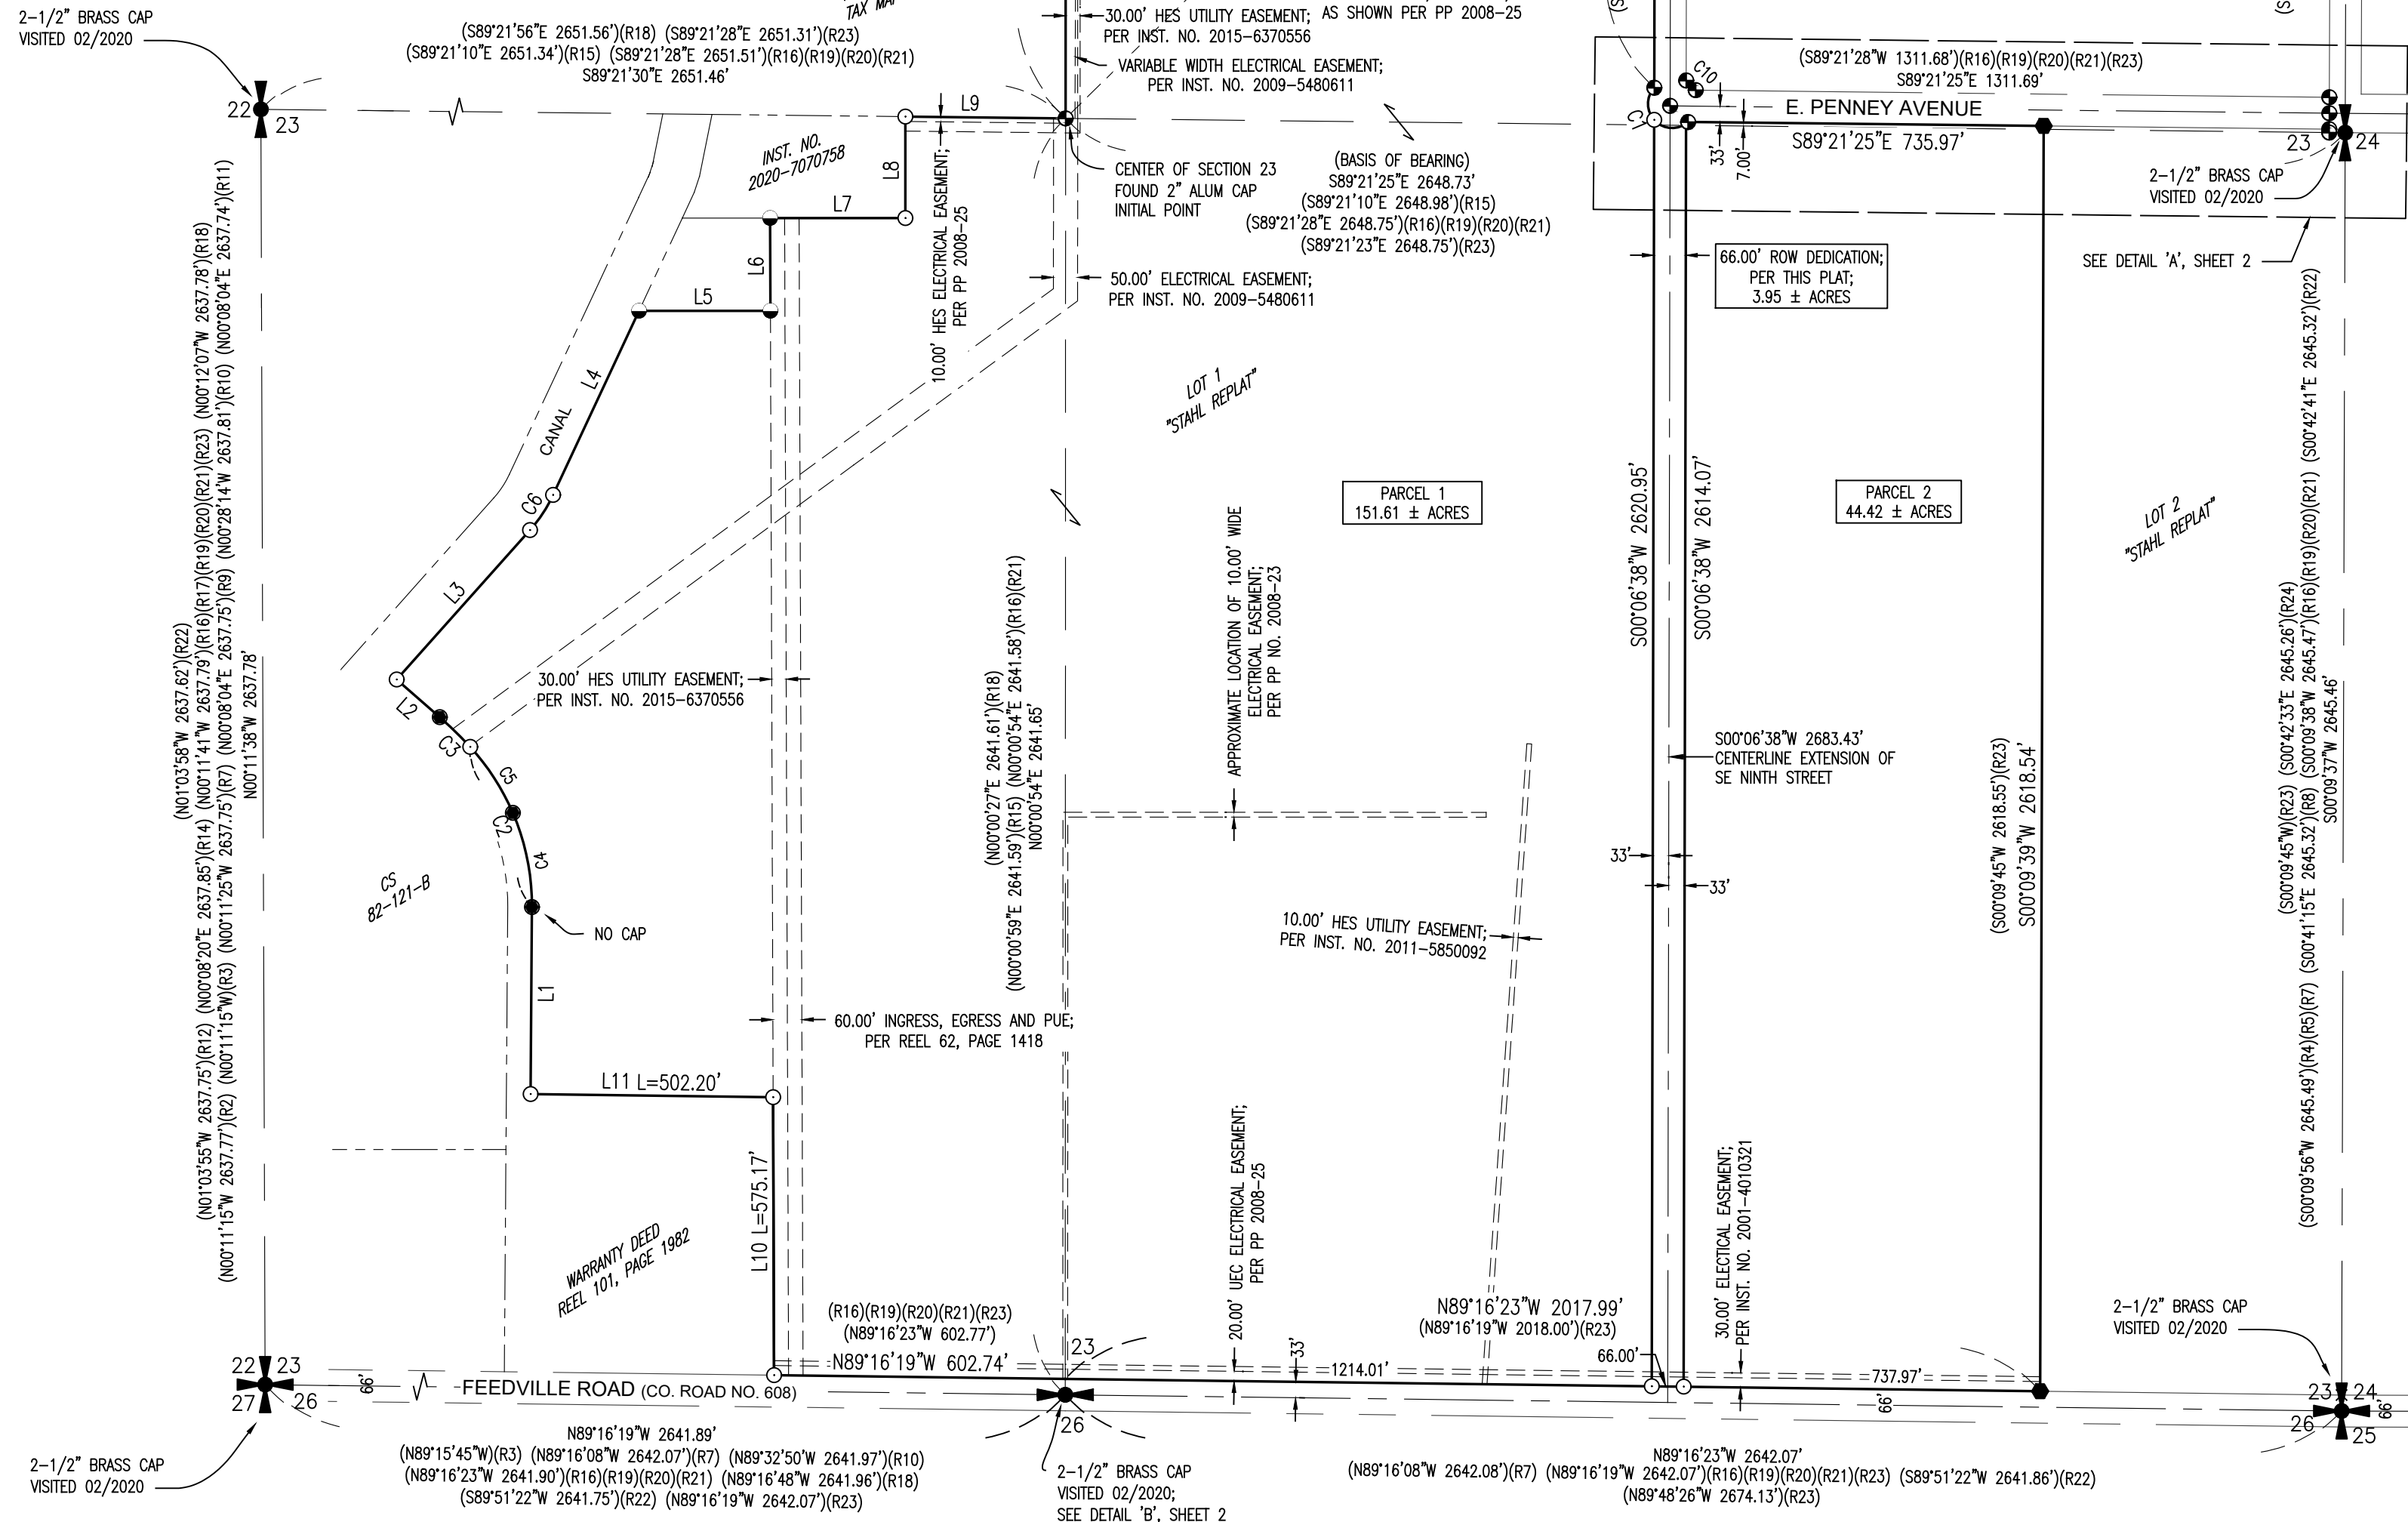 2-1/2" BRASS CAP
VISITED 02/2020
(S89°21'56"E 2651.56')(R18) (S89°21'28"E 2651.31')(R23)
(S89°21'10"E 2651.34')(R15) (S89°21'28"E 2651.51')(R16)(R19)(R20)(R21)
S89°21'30"E 2651.46'
30.00' HES UTILITY EASEMENT;
PER INST. NO. 2015-6370556
AS SHOWN PER PP 2008-25
VARIABLE WIDTH ELECTRICAL EASEMENT;
PER INST. NO. 2009-5480611
(S89°21'28"W 1311.68')(R16)(R19)(R20)(R21)(R23)
S89°21'25"E 1311.69'
C10
C1
E. PENNEY AVENUE
S89°21'25"E 735.97'
33'
7.00'
22
23
23
24
2-1/2" BRASS CAP
VISITED 02/2020
SEE DETAIL 'A', SHEET 2
L9
L8
L7
L6
L5
L4
CANAL
C6
L3
L2
C3
C5
C2
C4
L1
INST. NO.
2020-7070758
10.00' HES ELECTRICAL EASEMENT;
PER PP 2008-25
CENTER OF SECTION 23
FOUND 2" ALUM CAP
INITIAL POINT
(BASIS OF BEARING)
S89°21'25"E 2648.73'
(S89°21'10"E 2648.98')(R15)
(S89°21'28"E 2648.75')(R16)(R19)(R20)(R21)
(S89°21'23"E 2648.75')(R23)
50.00' ELECTRICAL EASEMENT;
PER INST. NO. 2009-5480611
66.00' ROW DEDICATION;
PER THIS PLAT;
3.95 ± ACRES
LOT 1
"STAHL REPLAT"
PARCEL 1
151.61 ± ACRES
S00°06'38"W 2620.95'
S00°06'38"W 2614.07'
PARCEL 2
44.42 ± ACRES
LOT 2
"STAHL REPLAT"
(N01°03'58"W 2637.62')(R22)
(N01°03'55"W 2637.75')(R12) (N00°08'20"E 2637.85')(R14) (N00°11'41"W 2637.79')(R16)(R17)(R19)(R20)(R21)(R23) (N00°12'07"W 2637.78')(R18)
(N00°11'15"W 2637.77')(R2) (N00°11'15"W)(R3) (N00°11'25"W 2637.75')(R7) (N00°08'04"E 2637.75')(R9) (N00°28'14"W 2637.81')(R10) (N00°08'04"E 2637.74')(R11)
N00°11'38"W 2637.78'
30.00' HES UTILITY EASEMENT;
PER INST. NO. 2015-6370556
(N00°00'27"E 2641.61')(R18)
(N00°00'59"E 2641.59')(R15) (N00°00'54"E 2641.58')(R16)(R21)
N00°00'54"E 2641.65'
APPROXIMATE LOCATION OF 10.00' WIDE
ELECTRICAL EASEMENT;
PER PP NO. 2008-23
S00°06'38"W 2683.43'
CENTERLINE EXTENSION OF
SE NINTH STREET
33'
33'
(S00°09'45"W 2618.55')(R23)
S00°09'39"W 2618.54'
(S00°09'45"W)(R23) (S00°42'33"E 2645.26')(R24)
(S00°09'56"W 2645.49')(R4)(R5)(R7) (S00°41'15"E 2645.32')(R8) (S00°09'38"W 2645.47')(R16)(R19)(R20)(R21) (S00°42'41"E 2645.32')(R22)
S00°09'37"W 2645.46'
CS
82-121-B
NO CAP
10.00' HES UTILITY EASEMENT;
PER INST. NO. 2011-5850092
60.00' INGRESS, EGRESS AND PUE;
PER REEL 62, PAGE 1418
L11 L=502.20'
L10 L=575.17'
WARRANTY DEED
REEL 101, PAGE 1982
20.00' UEC ELECTRICAL EASEMENT;
PER PP 2008-25
30.00' ELECTICAL EASEMENT;
PER INST. NO. 2001-4010321
(R16)(R19)(R20)(R21)(R23)
(N89°16'23"W 602.77')
N89°16'19"W 602.74'
N89°16'23"W 2017.99'
(N89°16'19"W 2018.00')(R23)
66.00'
33'
1214.01'
737.97'
2-1/2" BRASS CAP
VISITED 02/2020
22
23
27
26
66'
FEEDVILLE ROAD (CO. ROAD NO. 608)
23
26
66'
23
24
26
25
66'
N89°16'19"W 2641.89'
(N89°15'45"W)(R3) (N89°16'08"W 2642.07')(R7) (N89°32'50"W 2641.97')(R10)
(N89°16'23"W 2641.90')(R16)(R19)(R20)(R21) (N89°16'48"W 2641.96')(R18)
(S89°51'22"W 2641.75')(R22) (N89°16'19"W 2642.07')(R23)
2-1/2" BRASS CAP
VISITED 02/2020
2-1/2" BRASS CAP
VISITED 02/2020;
SEE DETAIL 'B', SHEET 2
N89°16'23"W 2642.07'
(N89°16'08"W 2642.08')(R7) (N89°16'19"W 2642.07')(R16)(R19)(R20)(R21)(R23) (S89°51'22"W 2641.86')(R22)
(N89°48'26"W 2674.13')(R23)